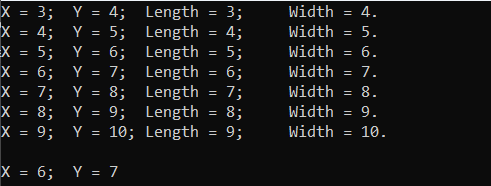 X = 3;  Y = 4;  Length = 3;     Width = 4.
X = 4;  Y = 5;  Length = 4;     Width = 5.
X = 5;  Y = 6;  Length = 5;     Width = 6.
X = 6;  Y = 7;  Length = 6;     Width = 7.
X = 7;  Y = 8;  Length = 7;     Width = 8.
X = 8;  Y = 9;  Length = 8;     Width = 9.
X = 9;  Y = 10; Length = 9;     Width = 10.

X = 6;  Y = 7